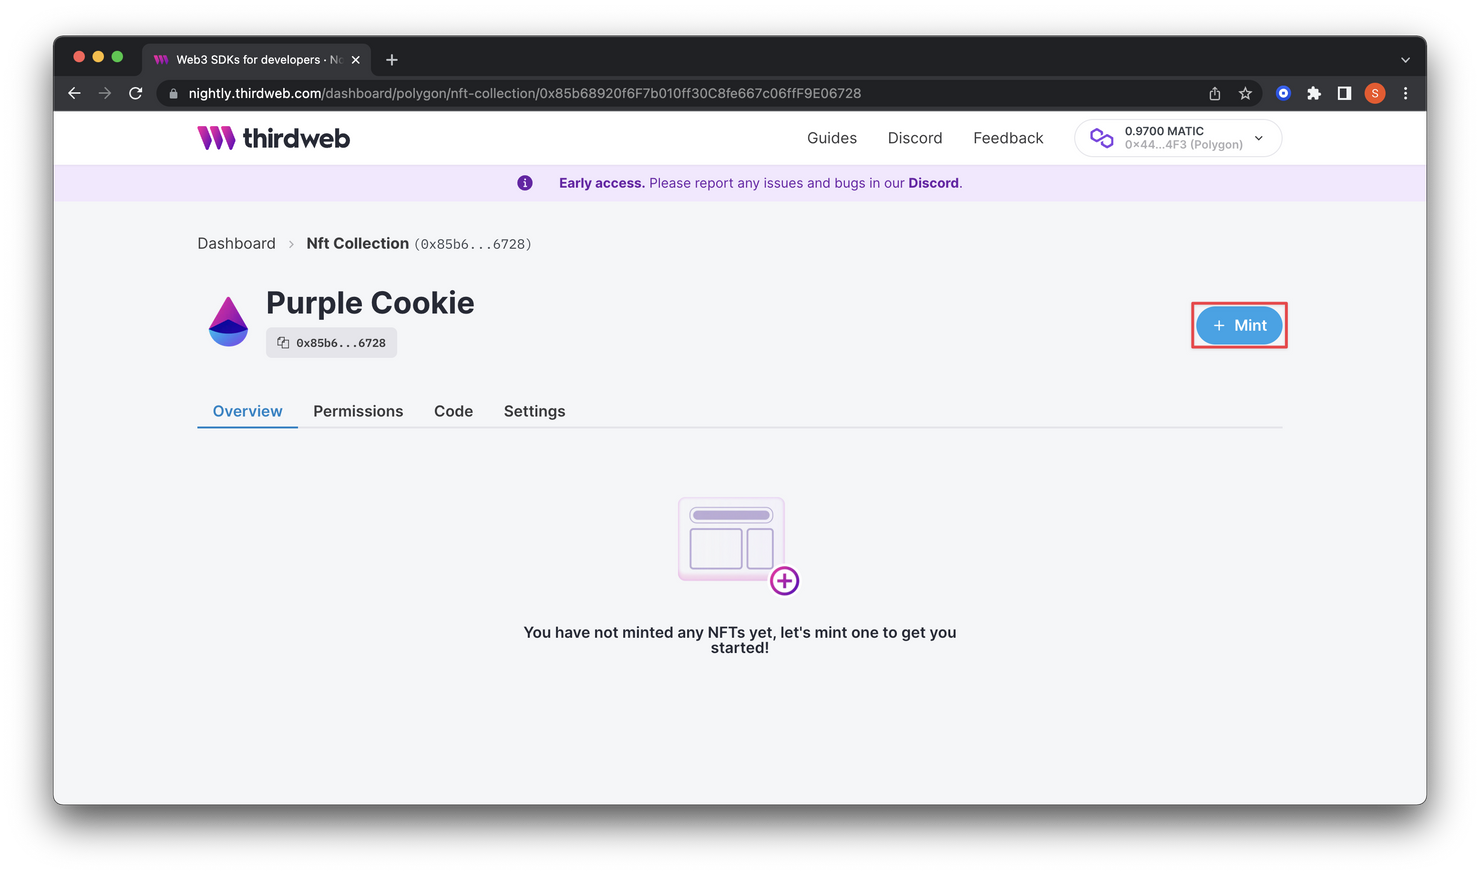 Web3 SDKs for developers · No
nightly.thirdweb.com/dashboard/polygon/nft-collection/0x85b68920f6F7b010ff30C8fe667c06ffF9E06728
S
thirdweb
Guides
Discord
Feedback
0.9700 MATIC
0x44...4F3 (Polygon)
Early access. Please report any issues and bugs in our Discord.
Dashboard > Nft Collection (0x85b6...6728)
Purple Cookie
0x85b6...6728
+ Mint
Overview
Permissions
Code
Settings
You have not minted any NFTs yet, let's mint one to get you
started!